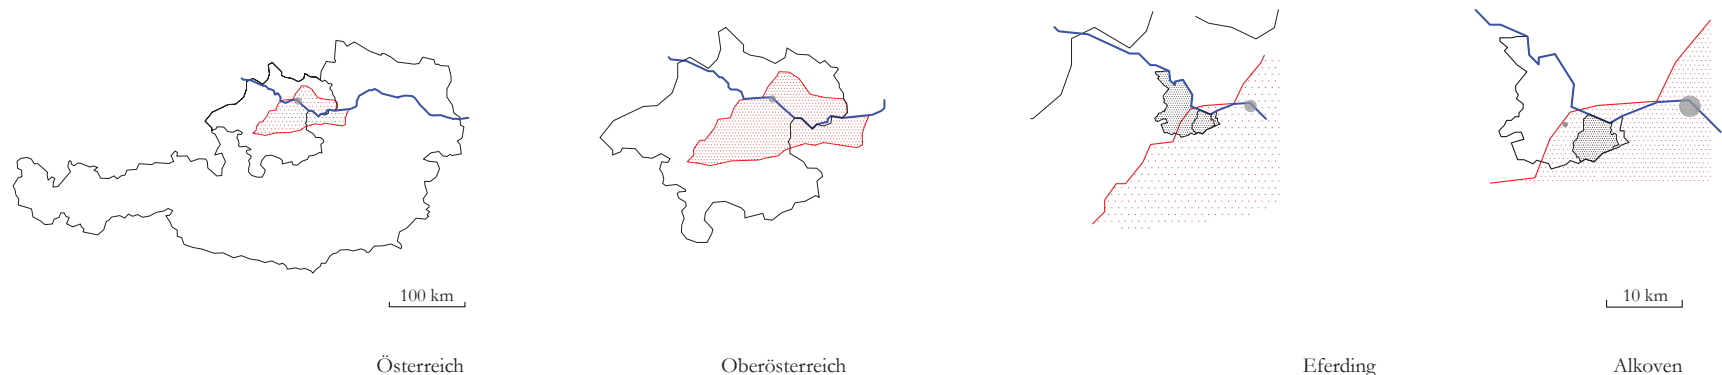 100 km
10 km
Österreich
Oberösterreich
Eferding
Alkoven